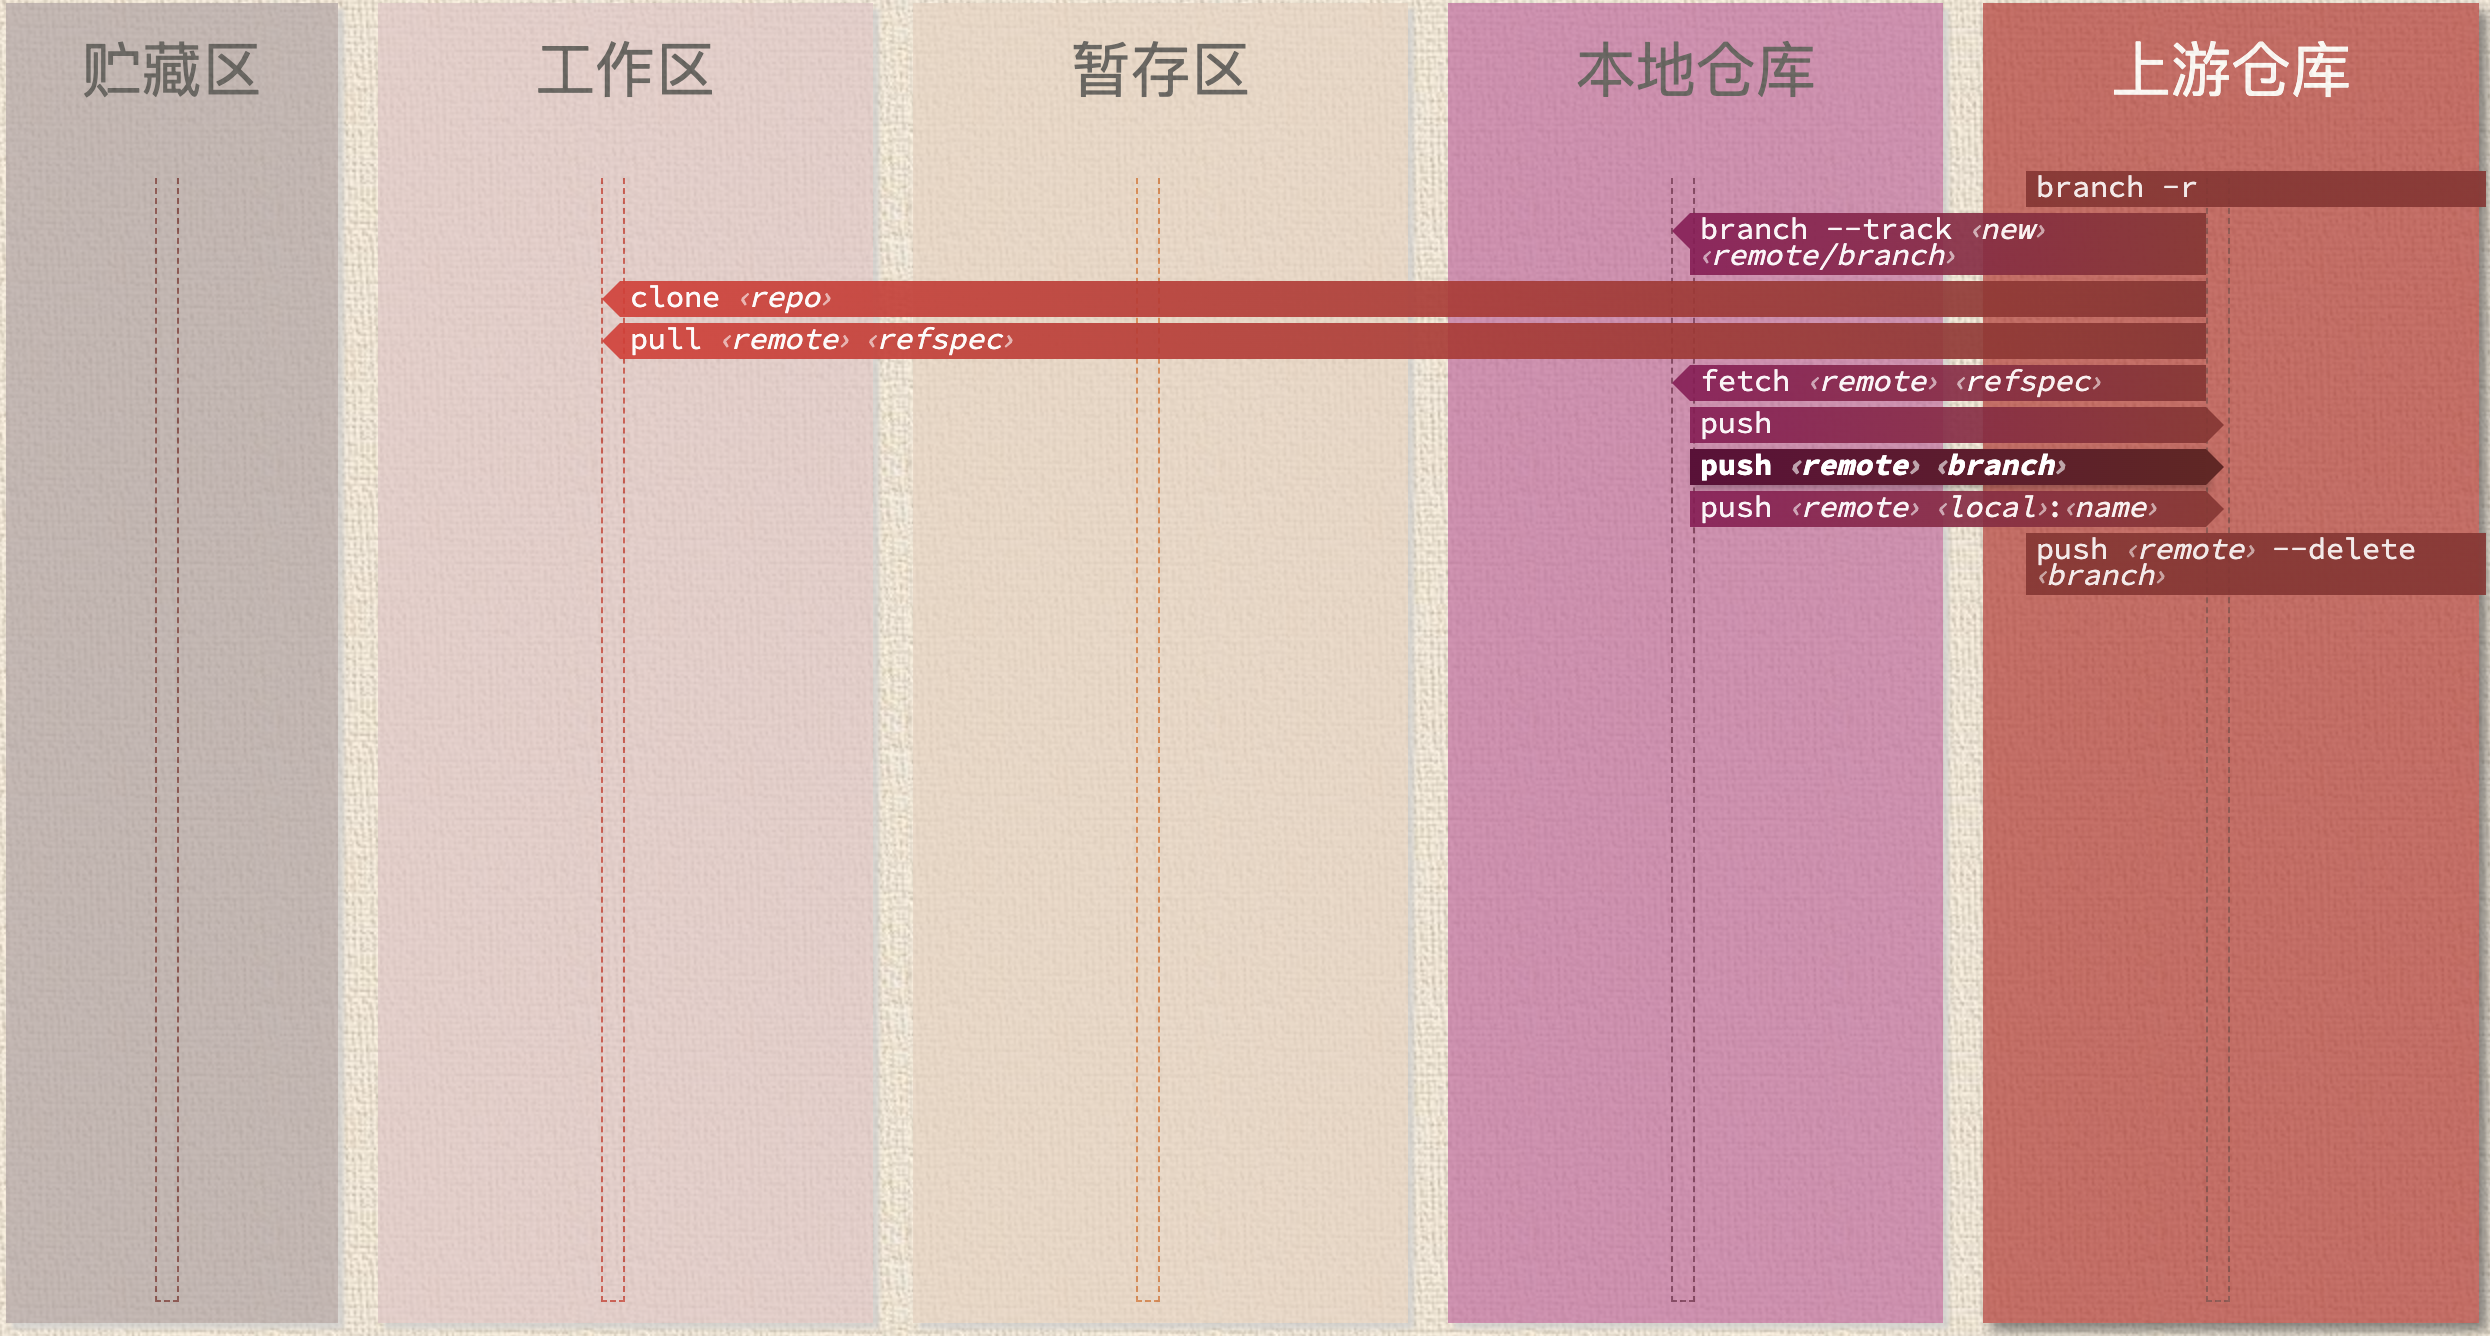 贮藏区
工作区
暂存区
本地仓库
上游仓库
branch -r
branch --track ‹new›
‹remote/branch›
clone ‹repo›
pull ‹remote› ‹refspec›
fetch ‹remote› ‹refspec›
push
push ‹remote› ‹branch›
push ‹remote› ‹local›:‹name›
push ‹remote› --delete
‹branch›